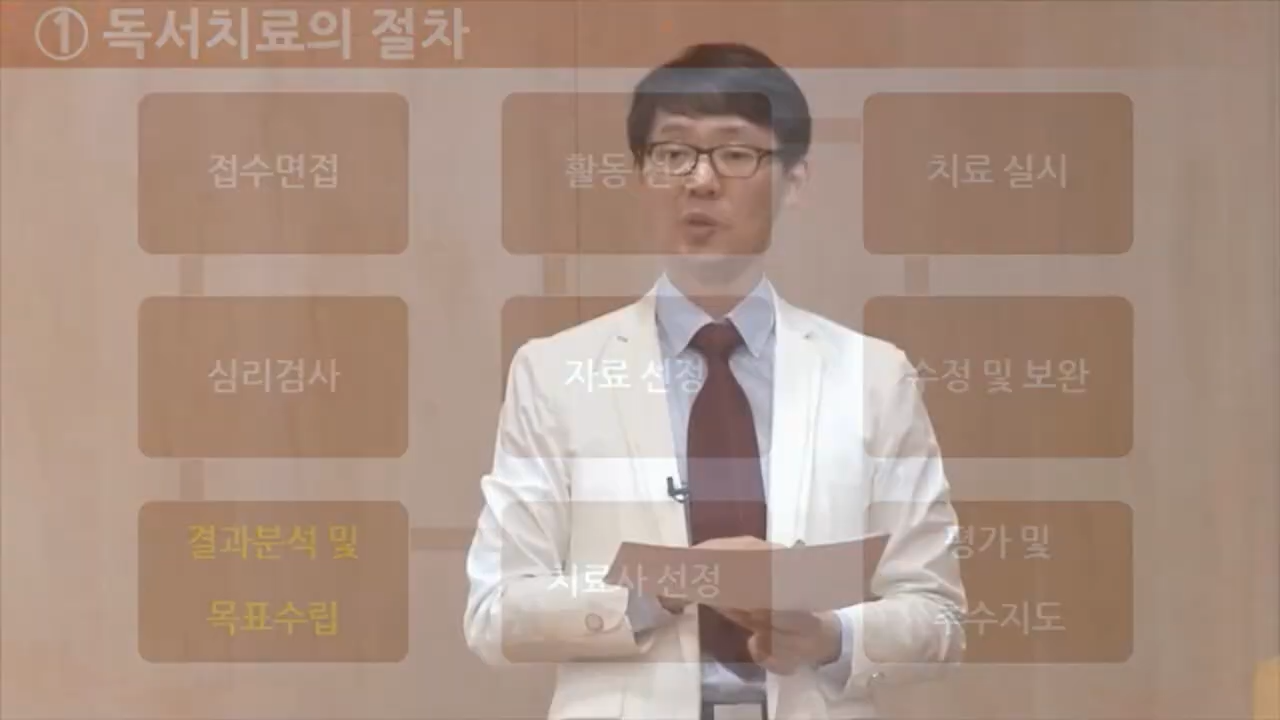 ① 독서치료의 절차
접수면접
활동
치료 실시
심리검사
자료 선정
수정 및 보완
결과분석 및
목표수립
치료사 선정
평가 및
추수지도